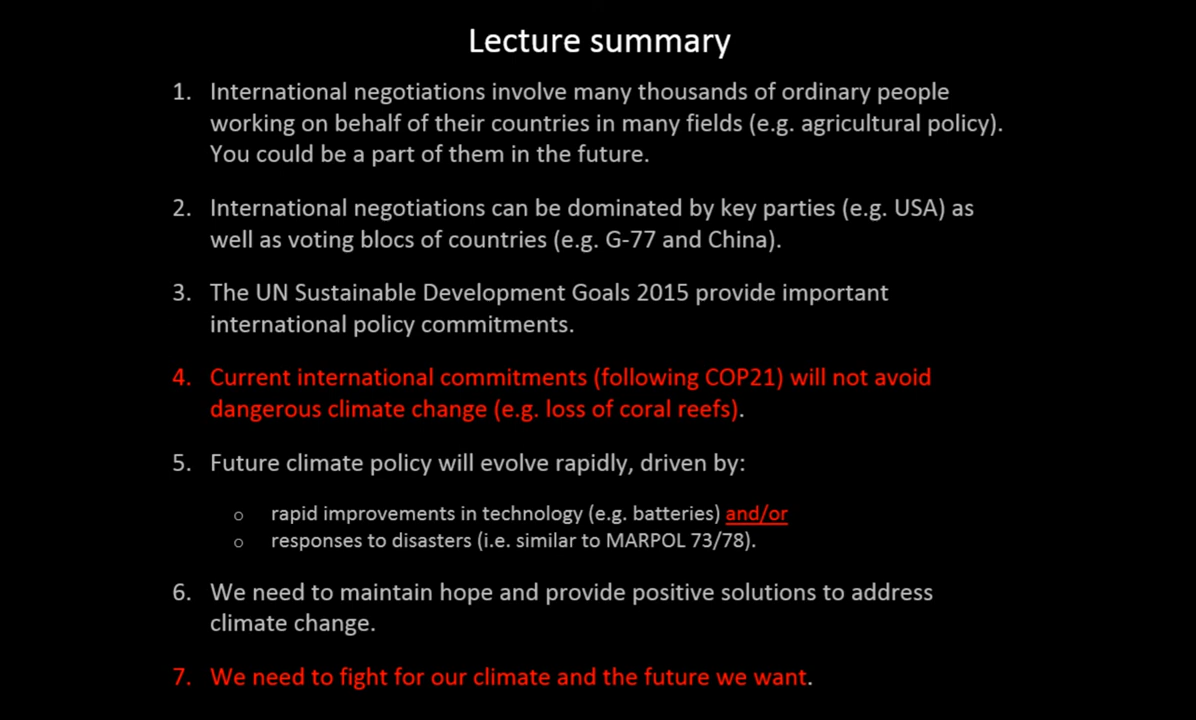 Lecture summary
1. International negotiations involve many thousands of ordinary people
working on behalf of their countries in many fields (e.g. agricultural policy).
You could be a part of them in the future.
2. International negotiations can be dominated by key parties (e.g. USA) as
well as voting blocs of countries (e.g. G-77 and China).
3. The UN Sustainable Development Goals 2015 provide important
international policy commitments.
4. Current international commitments (following COP21) will not avoid
dangerous climate change (e.g. loss of coral reefs).
5. Future climate policy will evolve rapidly, driven by:
o rapid improvements in technology (e.g. batteries) and/or
o responses to disasters (i.e. similar to MARPOL 73/78).
6. We need to maintain hope and provide positive solutions to address
climate change.
7. We need to fight for our climate and the future we want.